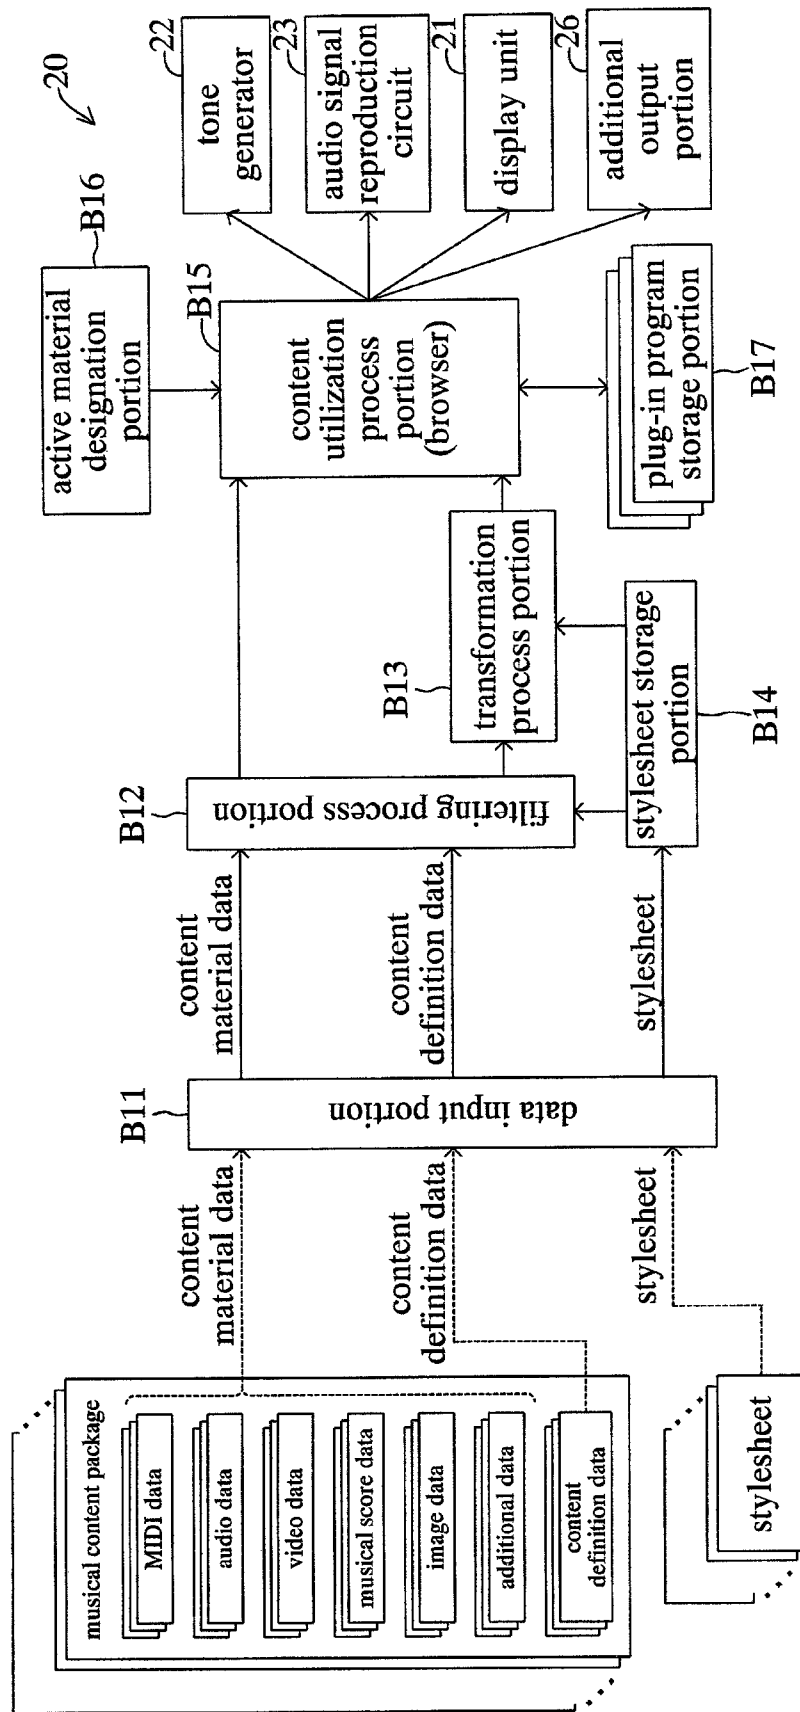 musical content package
MIDI data
audio data
video data
musical score data
image data
additional data
content
definition data
stylesheet
content
material data
content
definition data
stylesheet
B11
data input portion
content
material data
content
definition data
stylesheet
B12
filtering process portion
B13
transformation
process portion
stylesheet storage
portion
B14
B16
active material
designation
portion
B15
content
utilization
process
portion
(browser)
plug-in program
storage portion
B17
20
22
tone
generator
23
audio signal
reproduction
circuit
21
display unit
26
additional
output
portion